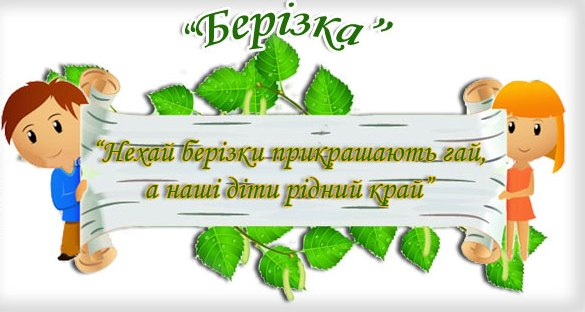 “Берізка”
“Нехай берізки прикрашають гай,
а наші діти рідний край”